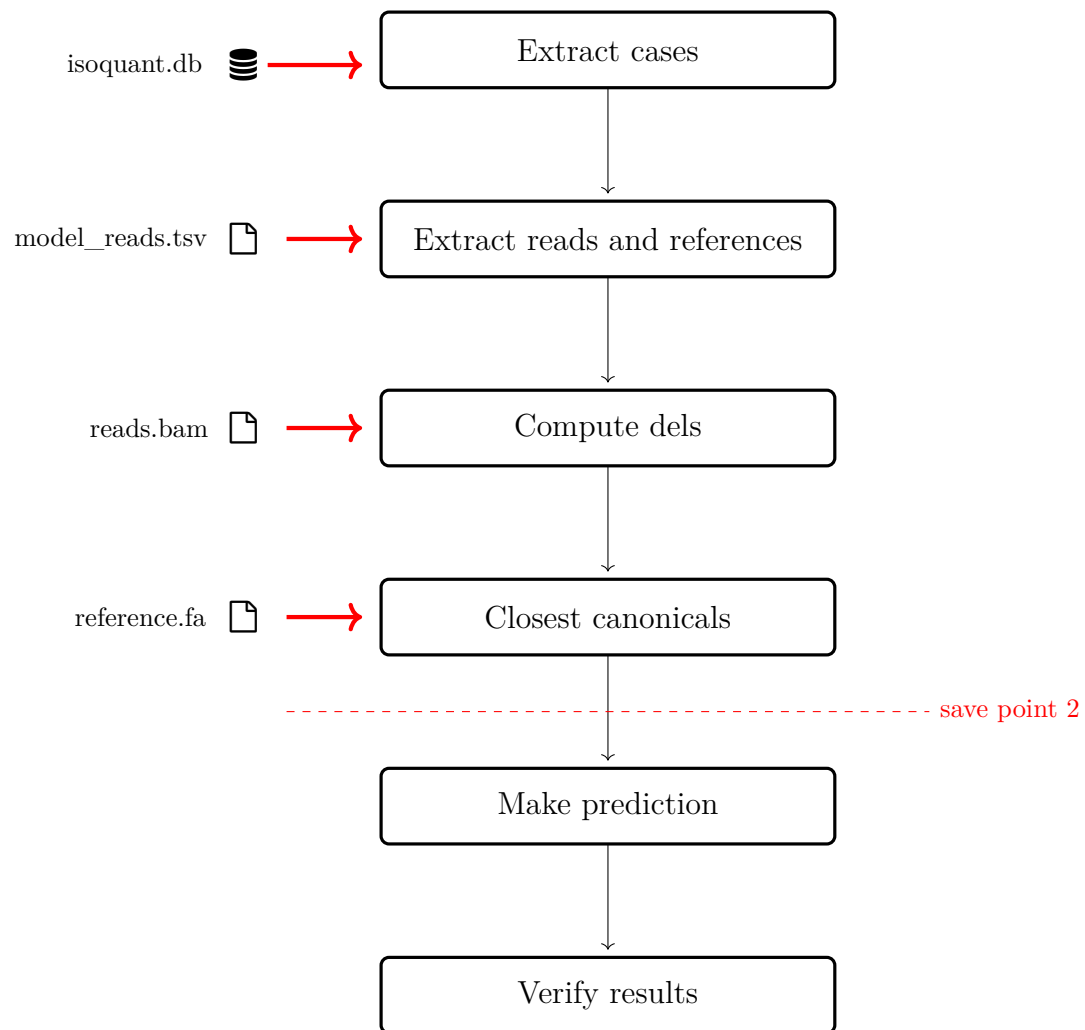 isoquant.db
Extract cases
model_reads.tsv
Extract reads and references
reads.bam
Compute dels
reference.fa
Closest canonicals
save point 2
Make prediction
Verify results